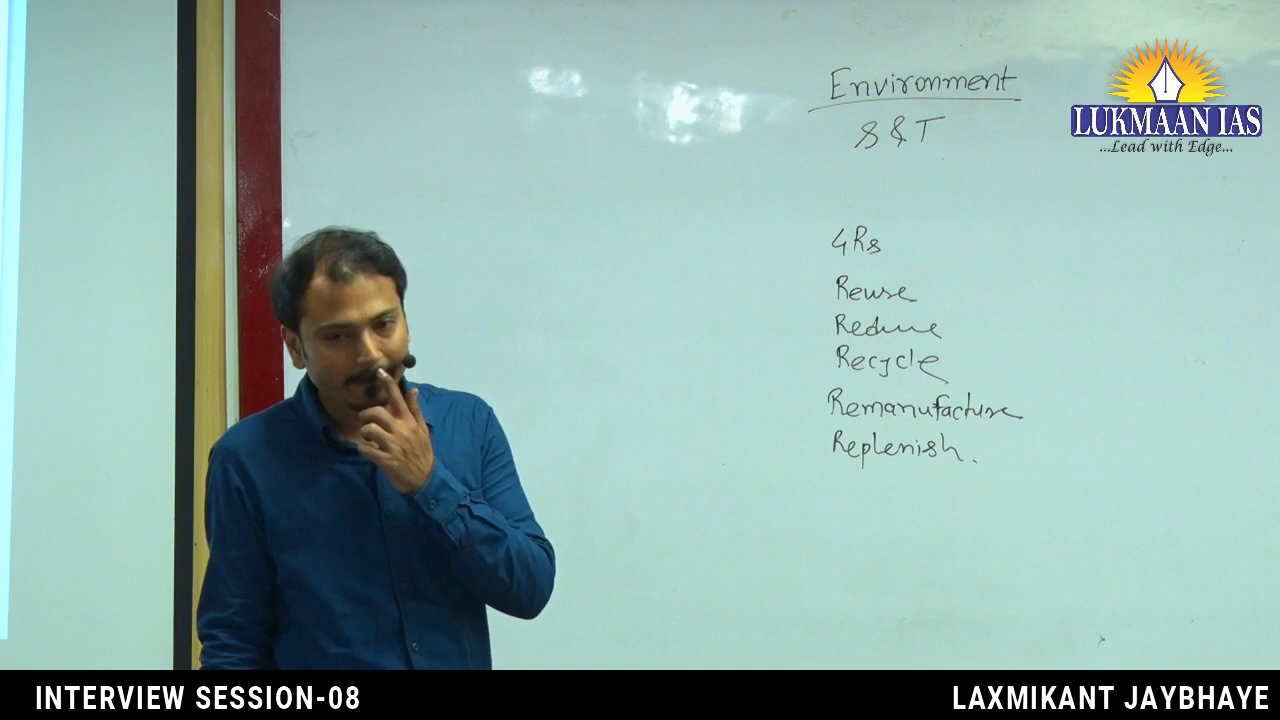 Environment
S & T
LUKMAAN IAS
...Lead with Edge...
4Rs
Reuse
Reduce
Recycle
Remanufacture
Replenish.
INTERVIEW SESSION-08
LAXMIKANT JAYBHAYE